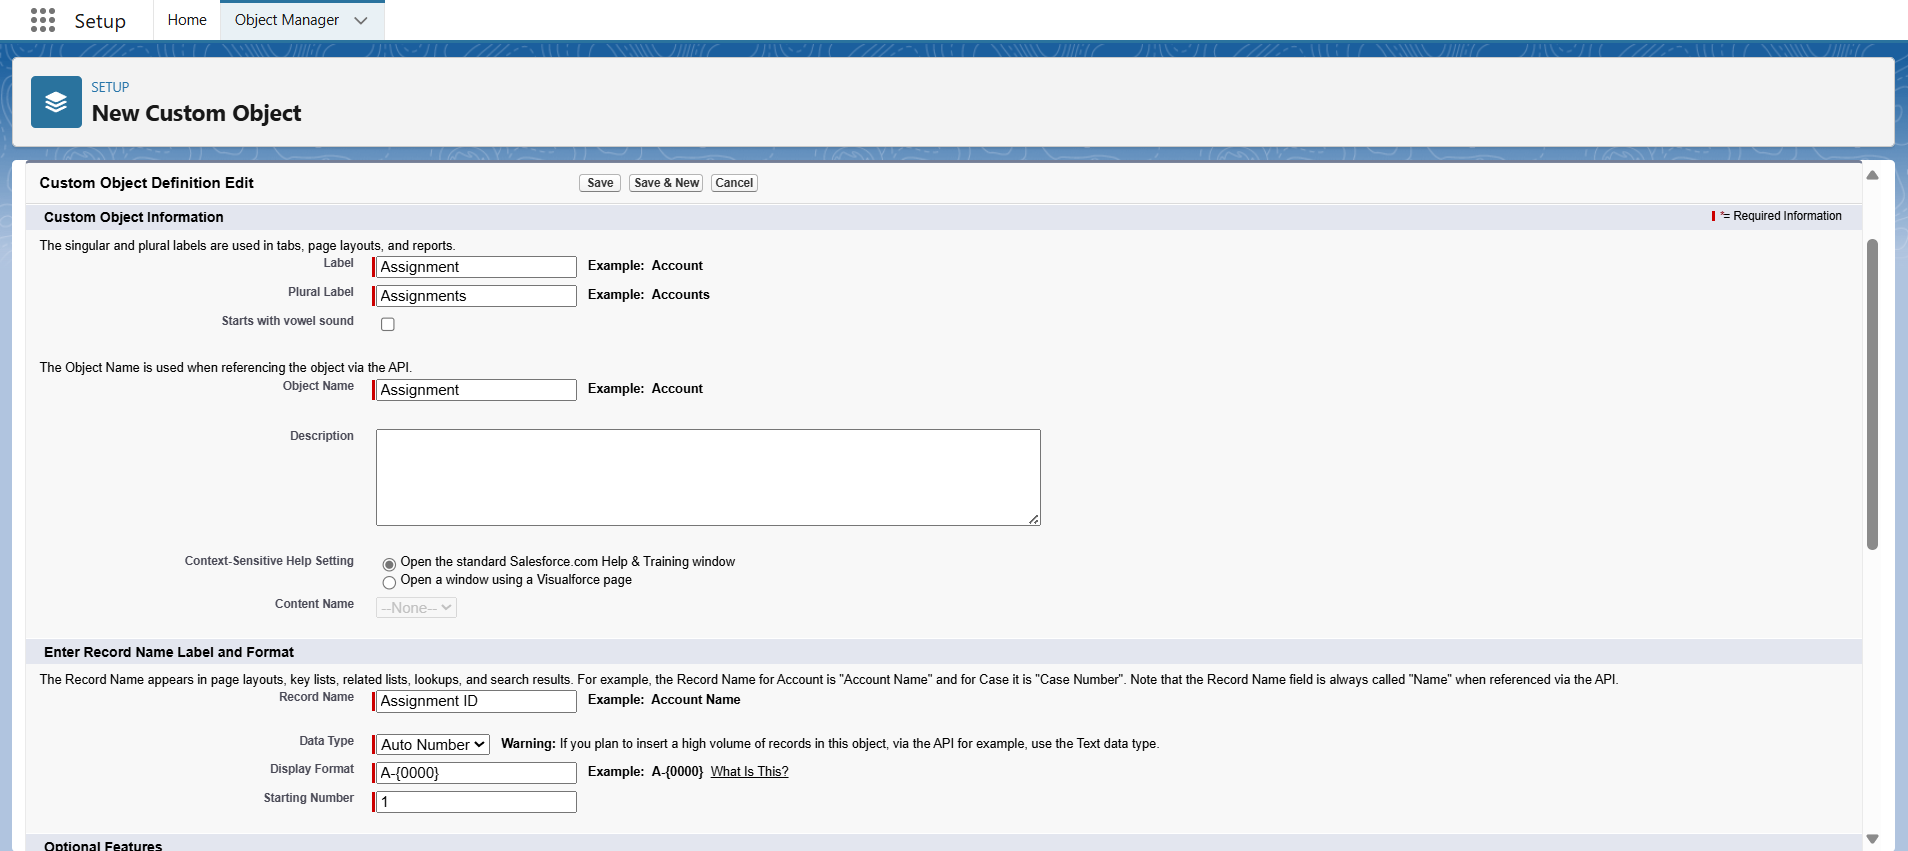 Setup
Home
Object Manager
SETUP
New Custom Object
Custom Object Definition Edit
Save
Save & New
Cancel
Custom Object Information
*= Required Information
The singular and plural labels are used in tabs, page layouts, and reports.
Label
Assignment
Example: Account
Plural Label
Assignments
Example: Accounts
Starts with vowel sound
The Object Name is used when referencing the object via the API.
Object Name
Assignment
Example: Account
Description
Context-Sensitive Help Setting
Open the standard Salesforce.com Help & Training window
Open a window using a Visualforce page
Content Name
--None--
Enter Record Name Label and Format
The Record Name appears in page layouts, key lists, related lists, lookups, and search results. For example, the Record Name for Account is "Account Name" and for Case it is "Case Number". Note that the Record Name field is always called "Name" when referenced via the API.
Record Name
Assignment ID
Example: Account Name
Data Type
Auto Number
Warning: If you plan to insert a high volume of records in this object, via the API for example, use the Text data type.
Display Format
A-{0000}
Example: A-{0000} What Is This?
Starting Number
1
Optional Features